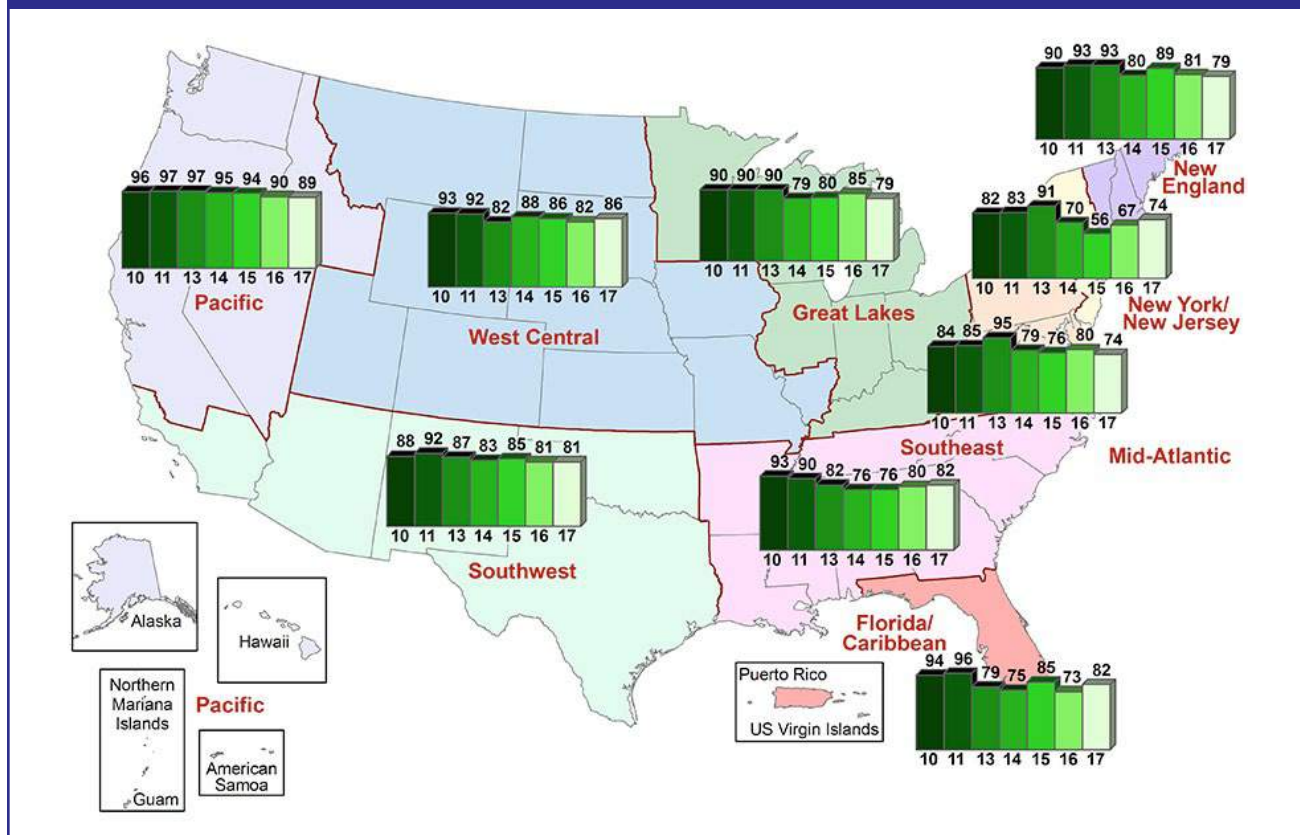 90 93 93 80 89 81 79
10 11 13 14 15 16 17
New
England
96 97 97 95 94 90 89
10 11 13 14 15 16 17
Pacific
93 92 82 88 86 82 86
10 11 13 14 15 16 17
West Central
90 90 90 79 80 85 79
10 11 13 14 15 16 17
Great Lakes
82 83 91 70 56 67 74
10 11 13 14 15 16 17
New York/
New Jersey
84 85 95 79 76 80 74
10 11 13 14 15 16 17
Mid-Atlantic
Southeast
93 90 82 76 76 80 82
10 11 13 14 15 16 17
88 92 87 83 85 81 81
10 11 13 14 15 16 17
Southwest
Florida/
Caribbean
94 96 79 75 85 73 82
10 11 13 14 15 16 17
Alaska
Hawaii
Northern
Mariana
Islands
Guam
Pacific
American
Samoa
Puerto Rico
US Virgin Islands